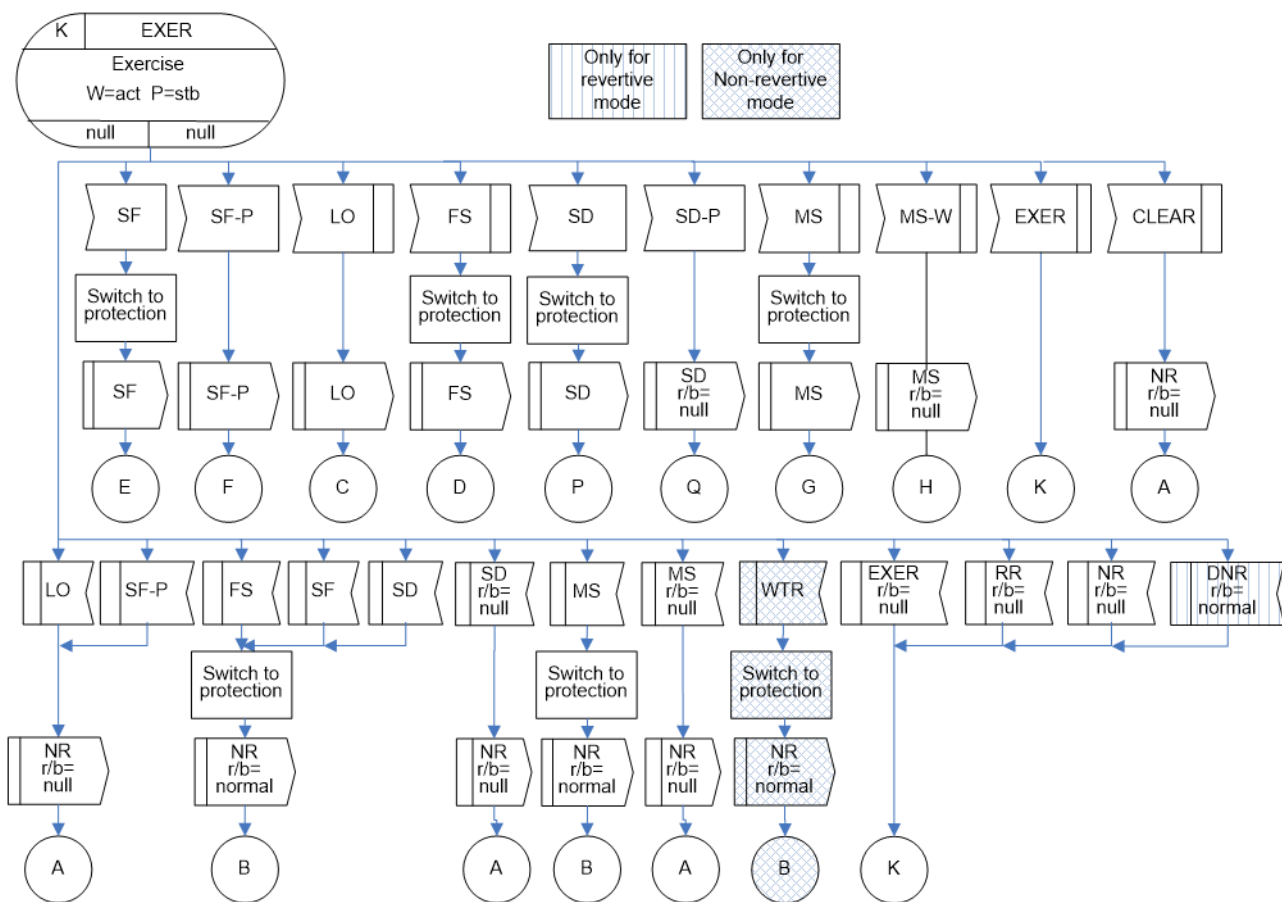 K EXER
Exercise
W=act P=stb
null null
Only for
revertive
mode
Only for
Non-revertive
mode
SF SF-P LO FS SD SD-P MS MS-W EXER CLEAR
Switch to
protection
Switch to
protection
Switch to
protection
Switch to
protection
SF
SF-P
LO
FS
SD
SD
r/b=
null
MS
MS
r/b=
null
NR
r/b=
null
E F C D P Q G H K A
LO
SF-P
FS
SF
SD
SD
r/b=
null
MS
MS
r/b=
null
WTR
EXER
r/b=
null
RR
r/b=
null
NR
r/b=
null
DNR
r/b=
normal
Switch to
protection
Switch to
protection
Switch to
protection
NR
r/b=
null
NR
r/b=
normal
NR
r/b=
null
NR
r/b=
normal
NR
r/b=
null
NR
r/b=
normal
A B A B A B K